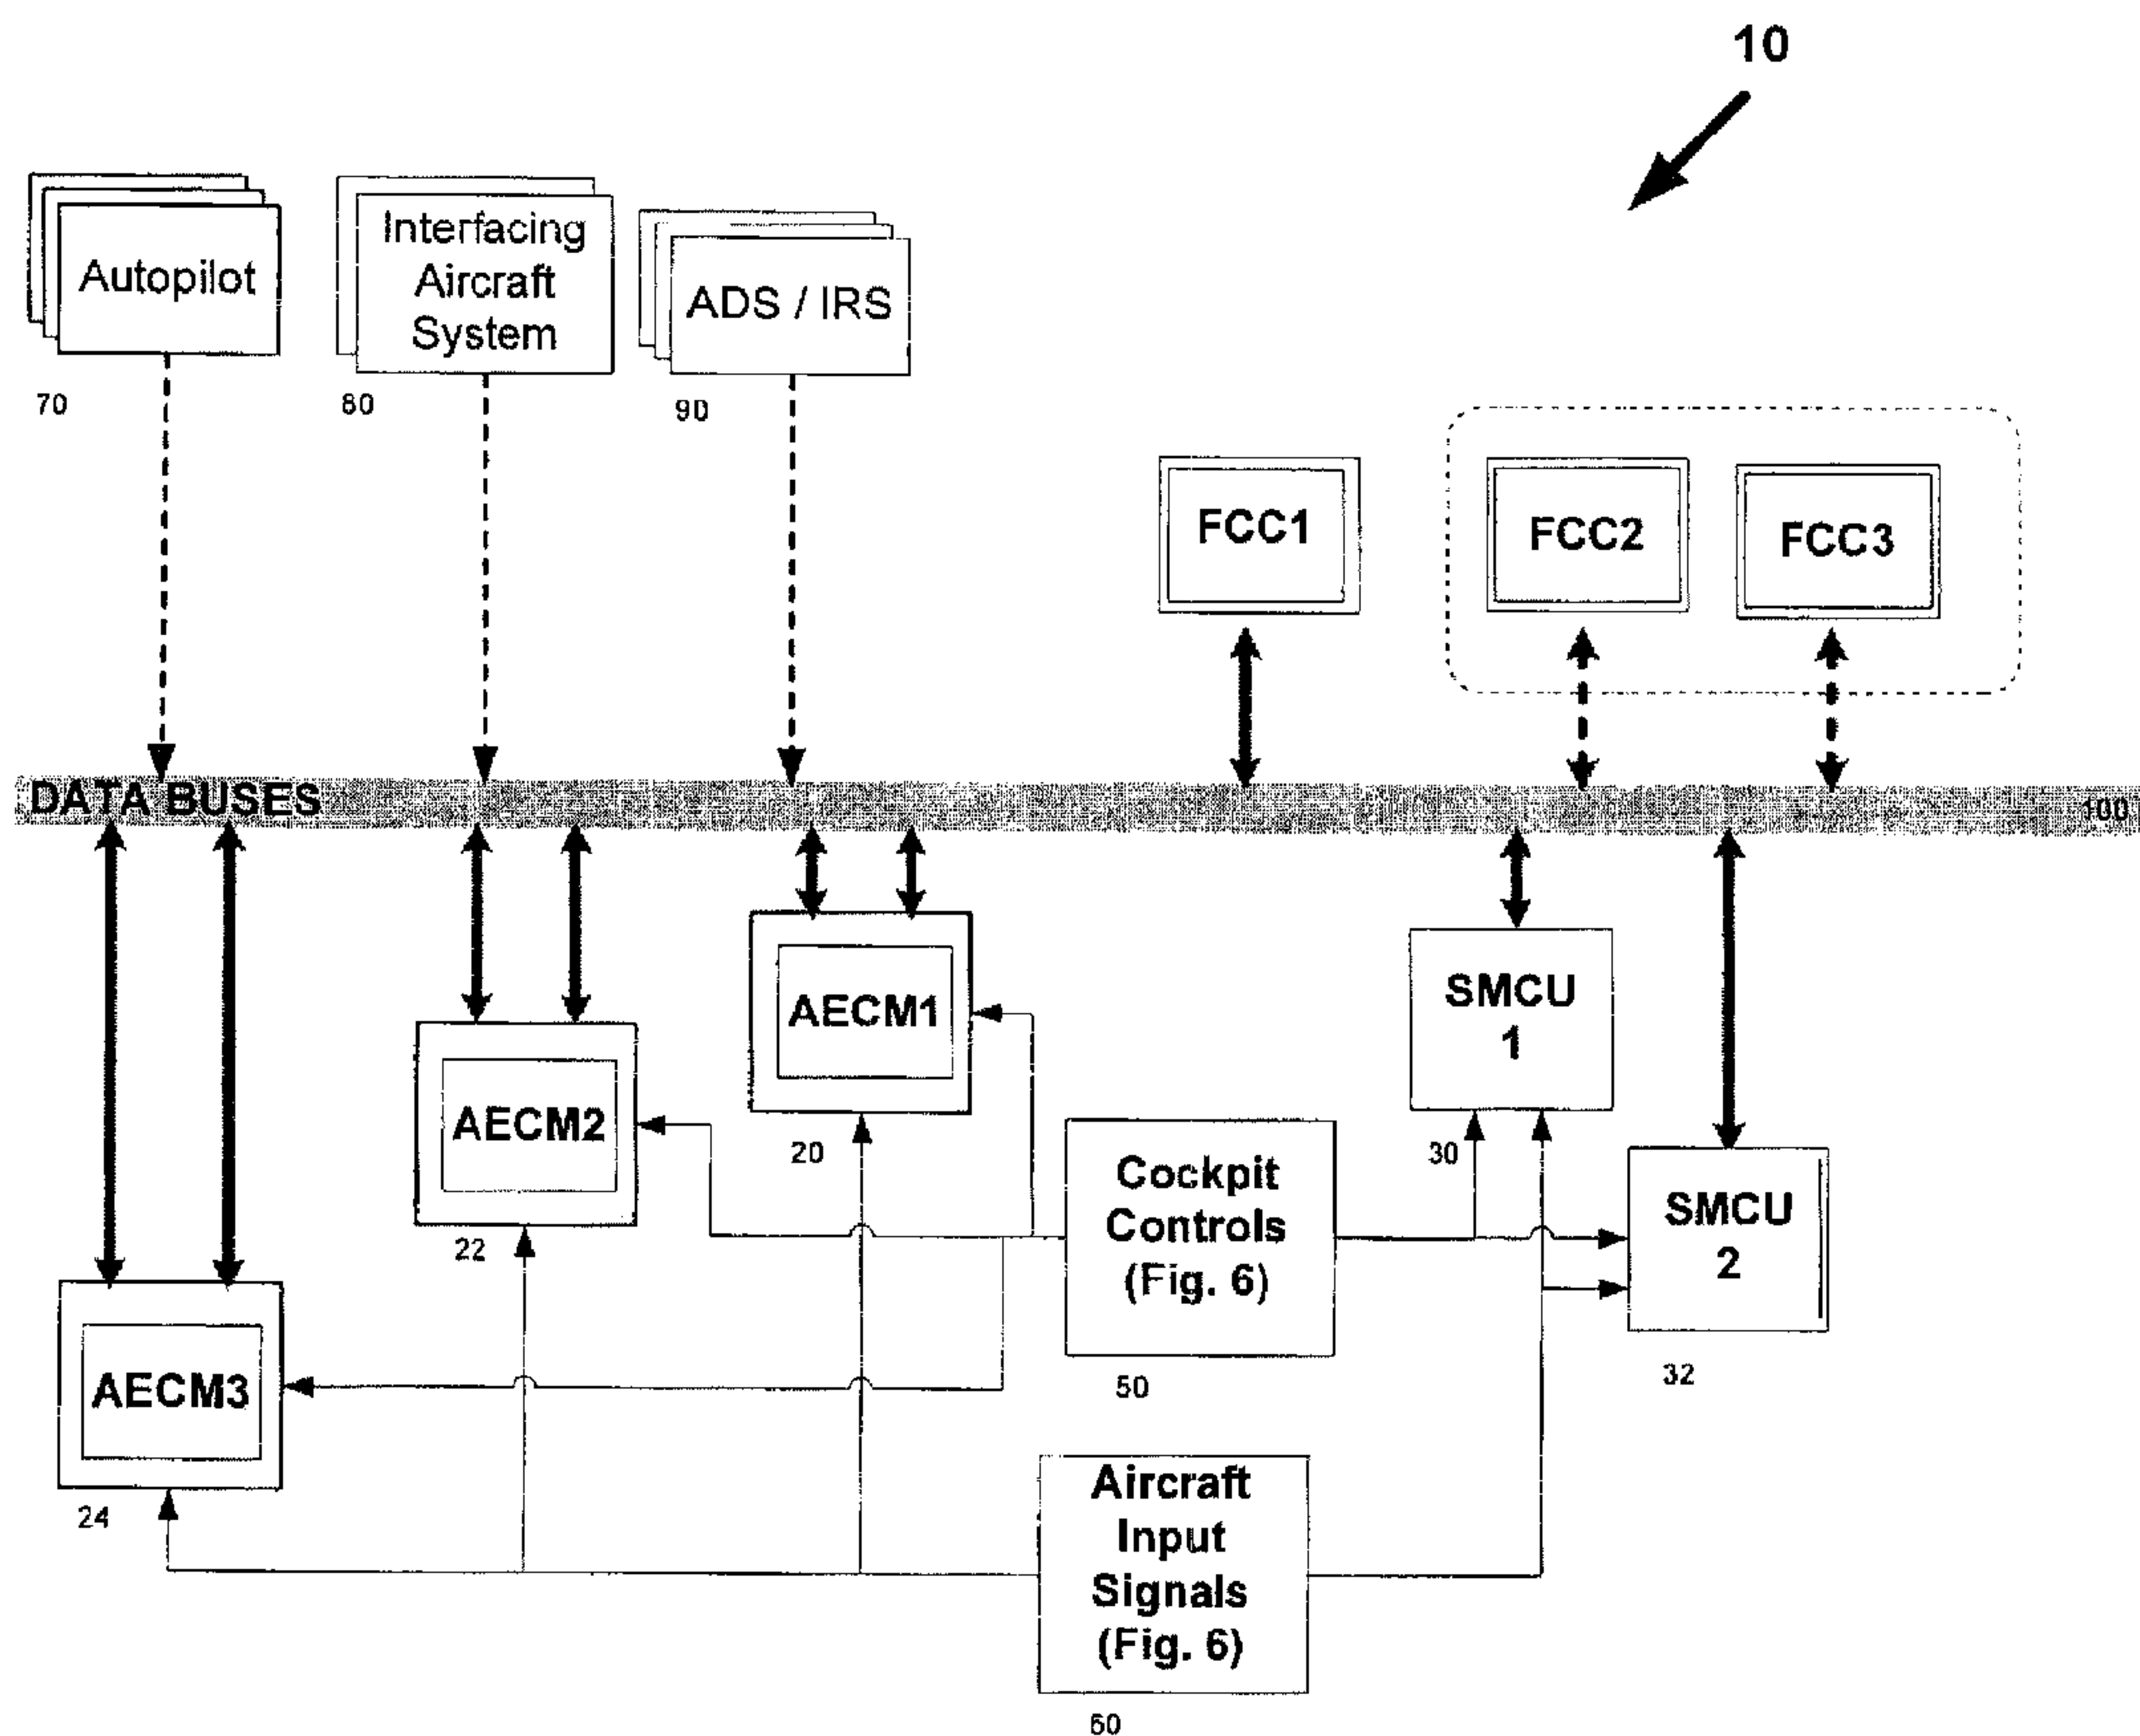 10
Autopilot
70
Interfacing
Aircraft
System
80
ADS / IRS
90
FCC1
FCC2
FCC3
DATA BUSES
100
AECM1
20
AECM2
22
AECM3
24
SMCU
1
30
SMCU
2
32
Cockpit
Controls
(Fig. 6)
50
Aircraft
Input
Signals
(Fig. 6)
60